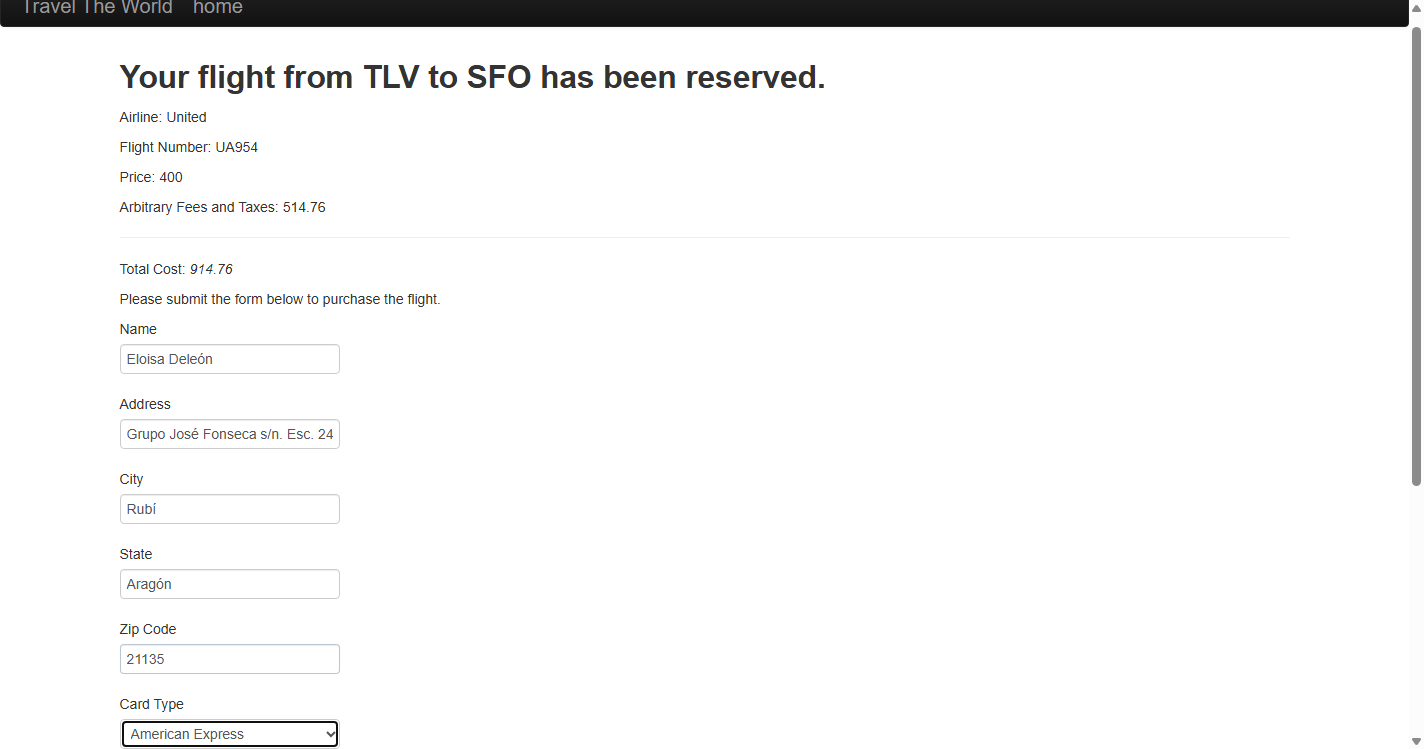 Travel The World home
Your flight from TLV to SFO has been reserved.
Airline: United
Flight Number: UA954
Price: 400
Arbitrary Fees and Taxes: 514.76
Total Cost: 914.76
Please submit the form below to purchase the flight.
Name
Eloisa Deleón
Address
Grupo José Fonseca s/n. Esc. 24
City
Rubí
State
Aragón
Zip Code
21135
Card Type
American Express